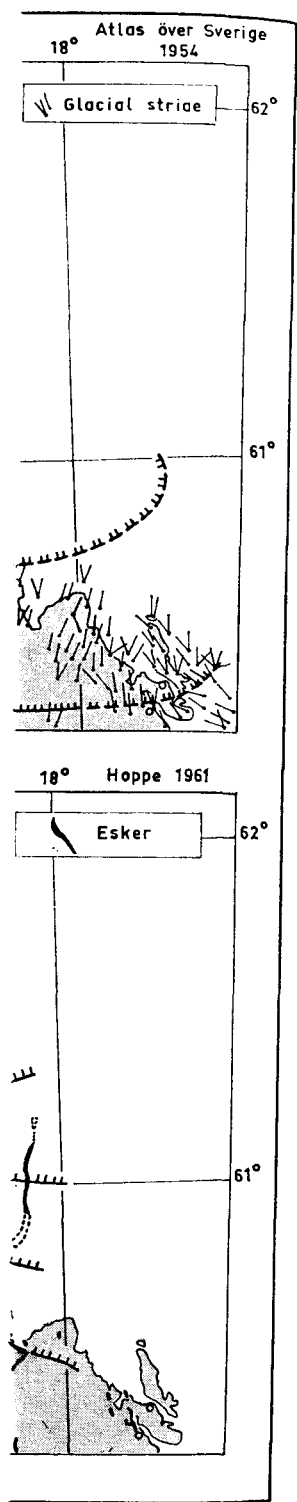 Atlas över Sverige
18° 1954
62°
Glacial striae
61°
18° Hoppe 1961
62°
Esker
61°